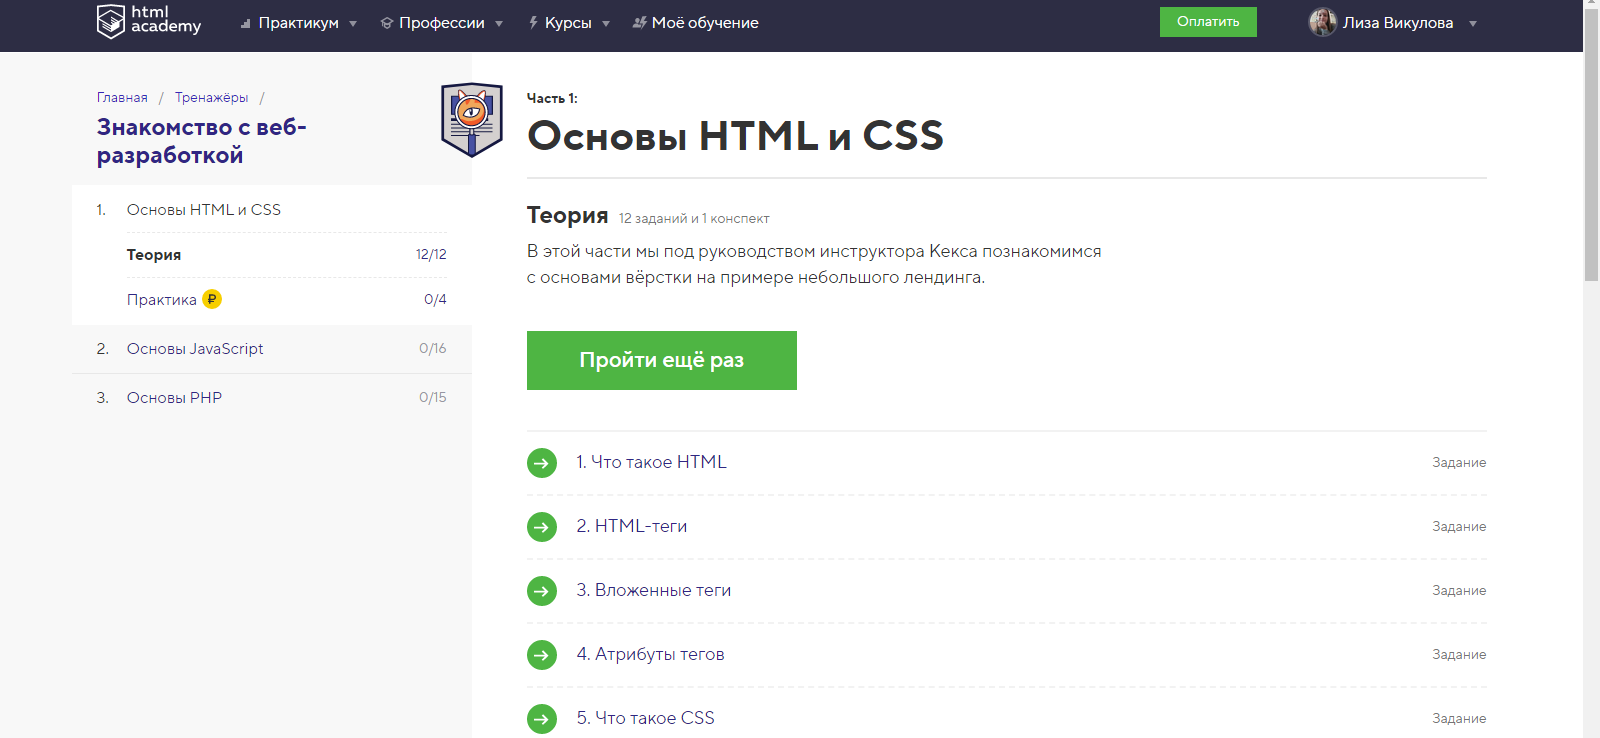 html
academy
Практикум
Профессии
Курсы
Моё обучение
Оплатить
Лиза Викулова
Главная / Тренажёры /
Знакомство с веб-
разработкой
1. Основы HTML и CSS
Теория 12/12
Практика ₽ 0/4
2. Основы JavaScript 0/16
3. Основы PHP 0/15
Часть 1:
Основы HTML и CSS
Теория 12 заданий и 1 конспект
В этой части мы под руководством инструктора Кекса познакомимся
с основами вёрстки на примере небольшого лендинга.
Пройти ещё раз
1. Что такое HTML Задание
2. HTML-теги Задание
3. Вложенные теги Задание
4. Атрибуты тегов Задание
5. Что такое CSS Задание